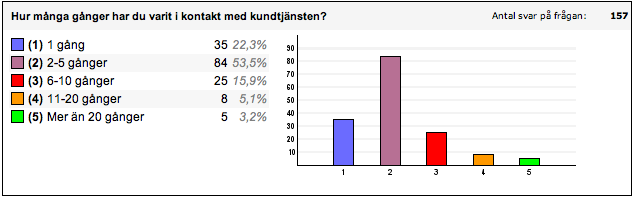 Hur många gånger har du varit i kontakt med kundtjänsten? Antal svar på frågan: 157
(1) 1 gång 35 22,3%
(2) 2-5 gånger 84 53,5%
(3) 6-10 gånger 25 15,9%
(4) 11-20 gånger 8 5,1%
(5) Mer än 20 gånger 5 3,2%
90
80
70
60
50
40
30
20
10
1 2 3 4 5